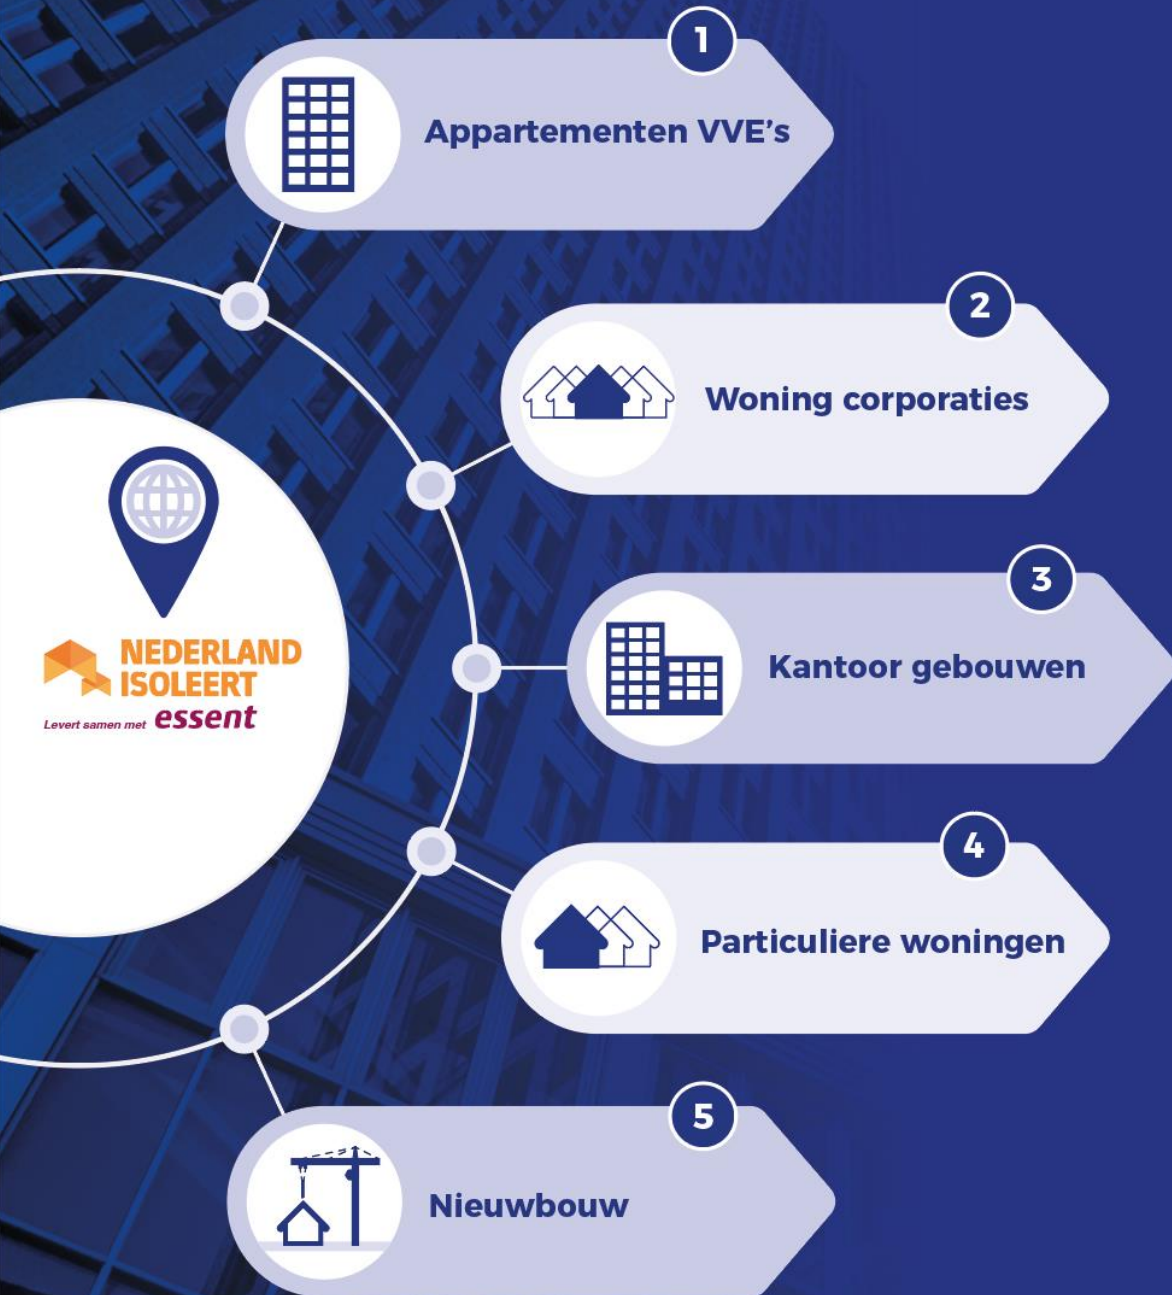 1
Appartementen VVE's
2
Woning corporaties
3
Kantoor gebouwen
NEDERLAND
ISOLEERT
Levert samen met essent
4
Particuliere woningen
5
Nieuwbouw